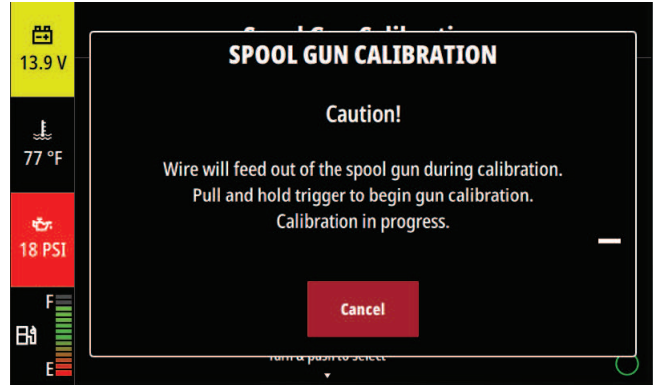 13.9 V
77 °F
18 PSI
F
E
SPOOL GUN CALIBRATION
Caution!
Wire will feed out of the spool gun during calibration.
Pull and hold trigger to begin gun calibration.
Calibration in progress.
Cancel